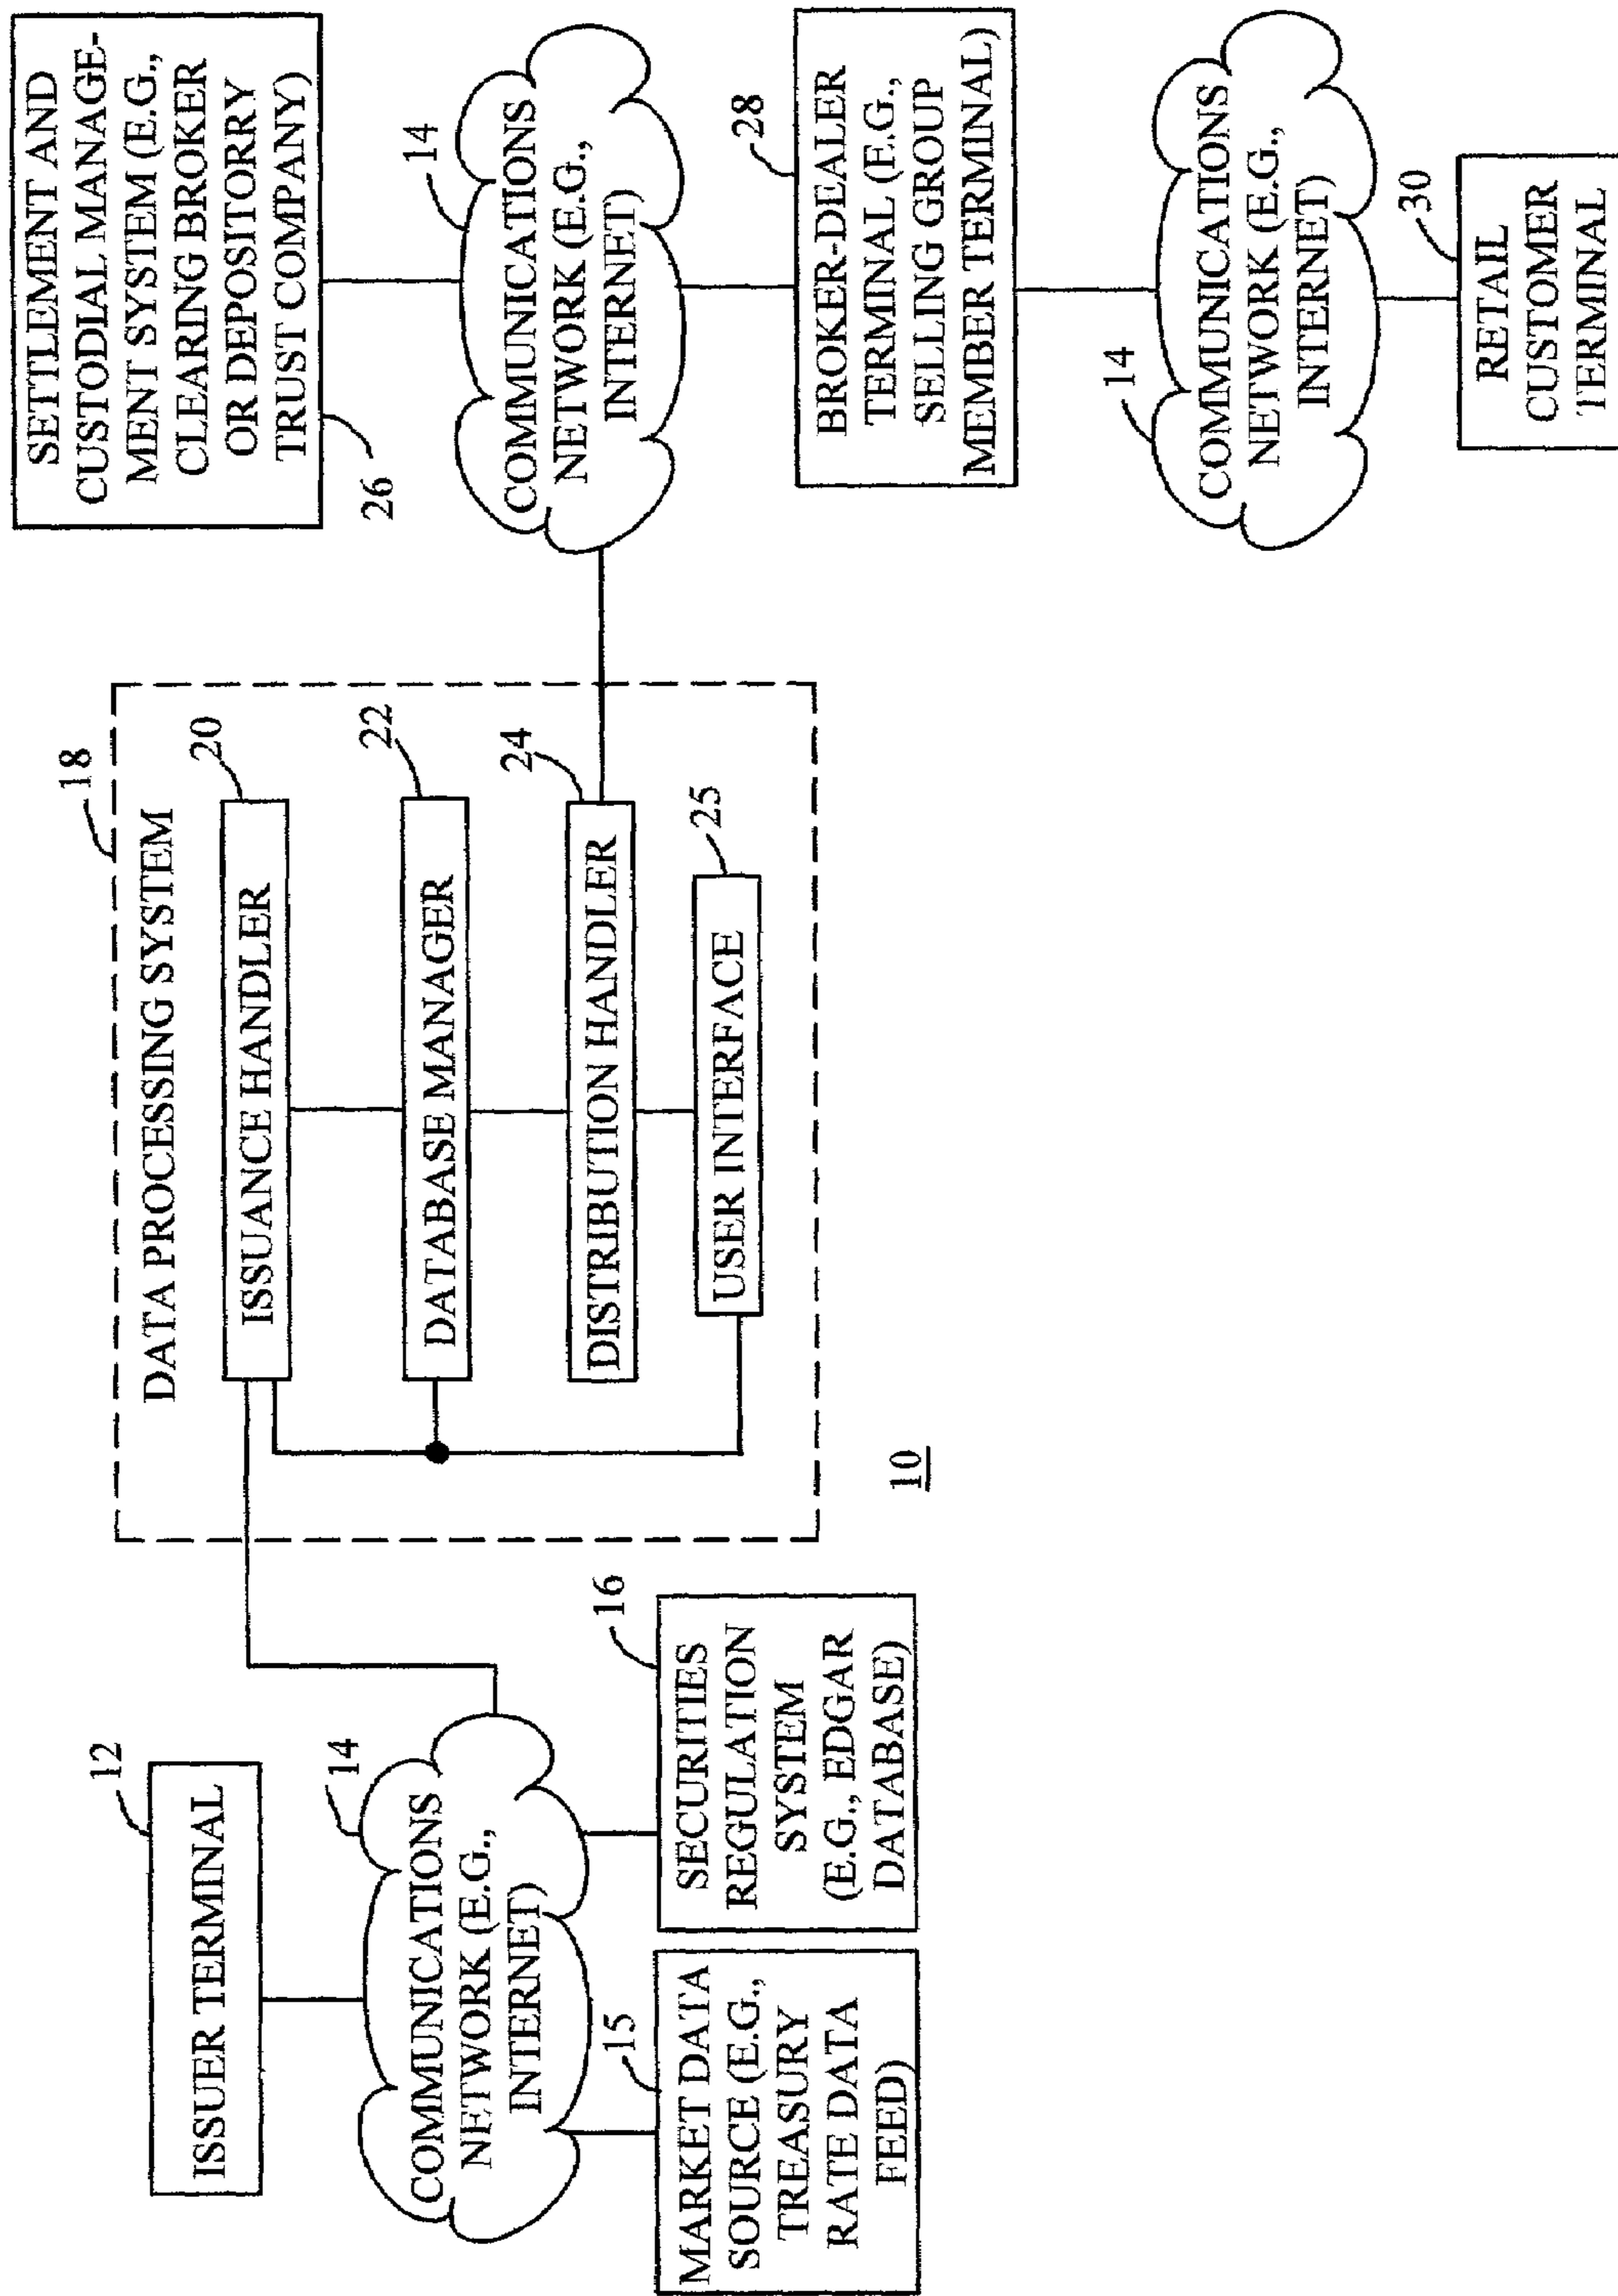 12
ISSUER TERMINAL
14
COMMUNICATIONS
NETWORK (E.G.,
INTERNET)
15
MARKET DATA
SOURCE (E.G.,
TREASURY
RATE DATA
FEED)
16
SECURITIES
REGULATION
SYSTEM
(E.G., EDGAR
DATABASE)
18
DATA PROCESSING SYSTEM
20
ISSUANCE HANDLER
22
DATABASE MANAGER
24
DISTRIBUTION HANDLER
25
USER INTERFACE
10
SETTLEMENT AND
CUSTODIAL MANAGE-
MENT SYSTEM (E.G.,
CLEARING BROKER
OR DEPOSITORRY
TRUST COMPANY)
26
14
COMMUNICATIONS
NETWORK (E.G.,
INTERNET)
28
BROKER-DEALER
TERMINAL (E.G.,
SELLING GROUP
MEMBER TERMINAL)
14
COMMUNICATIONS
NETWORK (E.G.,
INTERNET)
30
RETAIL
CUSTOMER
TERMINAL